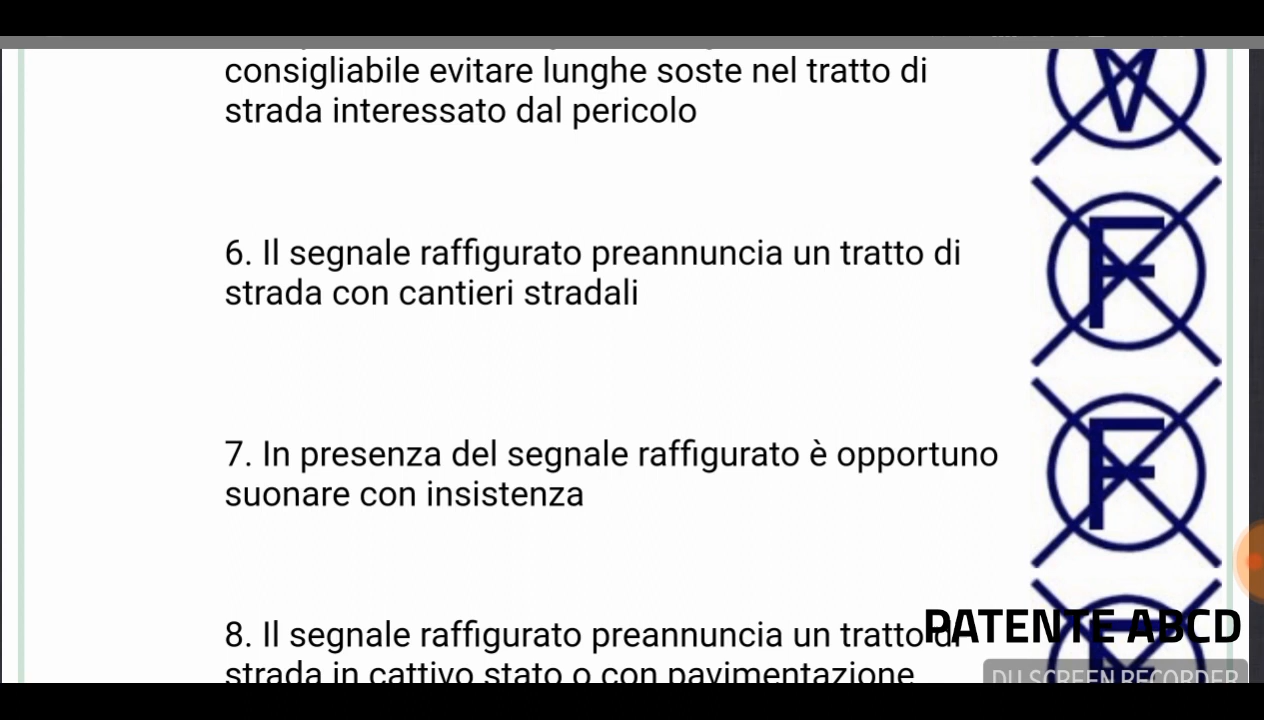 consigliabile evitare lunghe soste nel tratto di
strada interessato dal pericolo
V
6. Il segnale raffigurato preannuncia un tratto di
strada con cantieri stradali
F
7. In presenza del segnale raffigurato è opportuno
suonare con insistenza
F
8. Il segnale raffigurato preannuncia un tratto di
strada in cattivo stato o con pavimentazione
PATENTE ABCD
DU SCREEN RECORDER